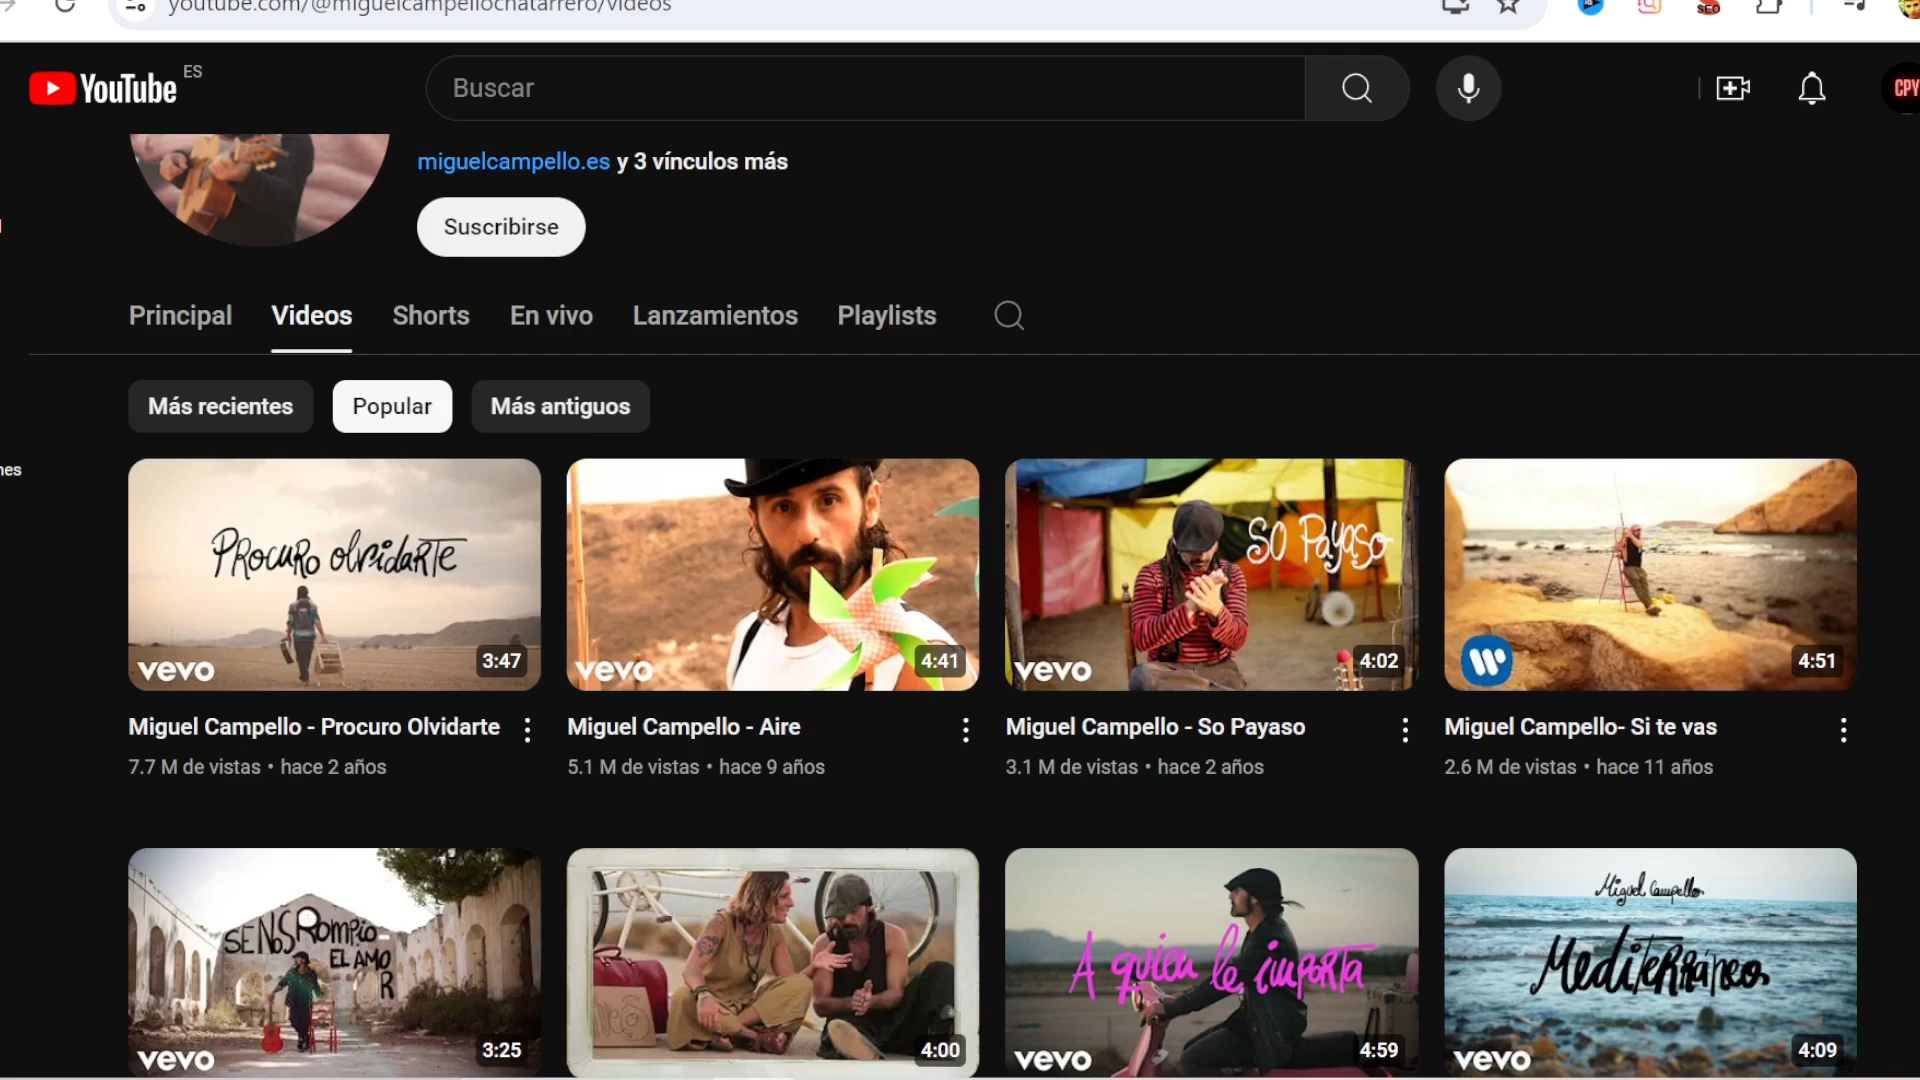 youtube.com/@miguelcampellochatarrero/videos
SEO
YouTube ES
Buscar
CPY
miguelcampello.es y 3 vínculos más
Suscribirse
Principal Videos Shorts En vivo Lanzamientos Playlists
Más recientes Popular Más antiguos
PRocuRo olvidarte
vevo 3:47
vevo 4:41
SO Payaso
vevo 4:02
4:51
Miguel Campello - Procuro Olvidarte
7.7 M de vistas • hace 2 años
Miguel Campello - Aire
5.1 M de vistas • hace 9 años
Miguel Campello - So Payaso
3.1 M de vistas • hace 2 años
Miguel Campello- Si te vas
2.6 M de vistas • hace 11 años
SENOS Rompio
EL AMO
R
vevo 3:25
4:00
A quien le importa
vevo 4:59
Miguel Campello
Mediterráneo
vevo 4:09